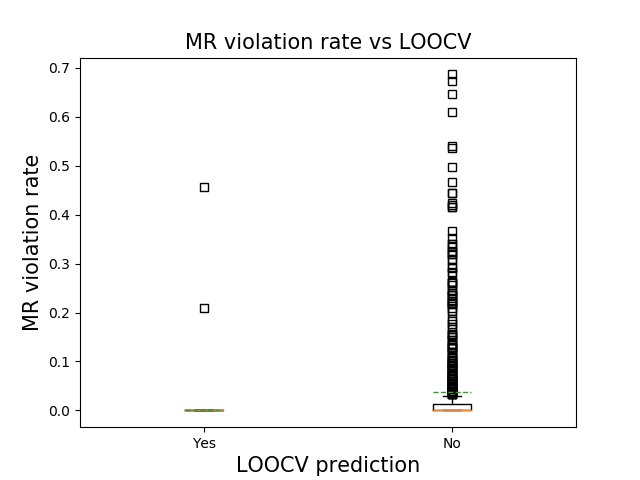 MR violation rate vs LOOCV
MR violation rate
0.7
0.6
0.5
0.4
0.3
0.2
0.1
0.0
Yes
No
LOOCV prediction